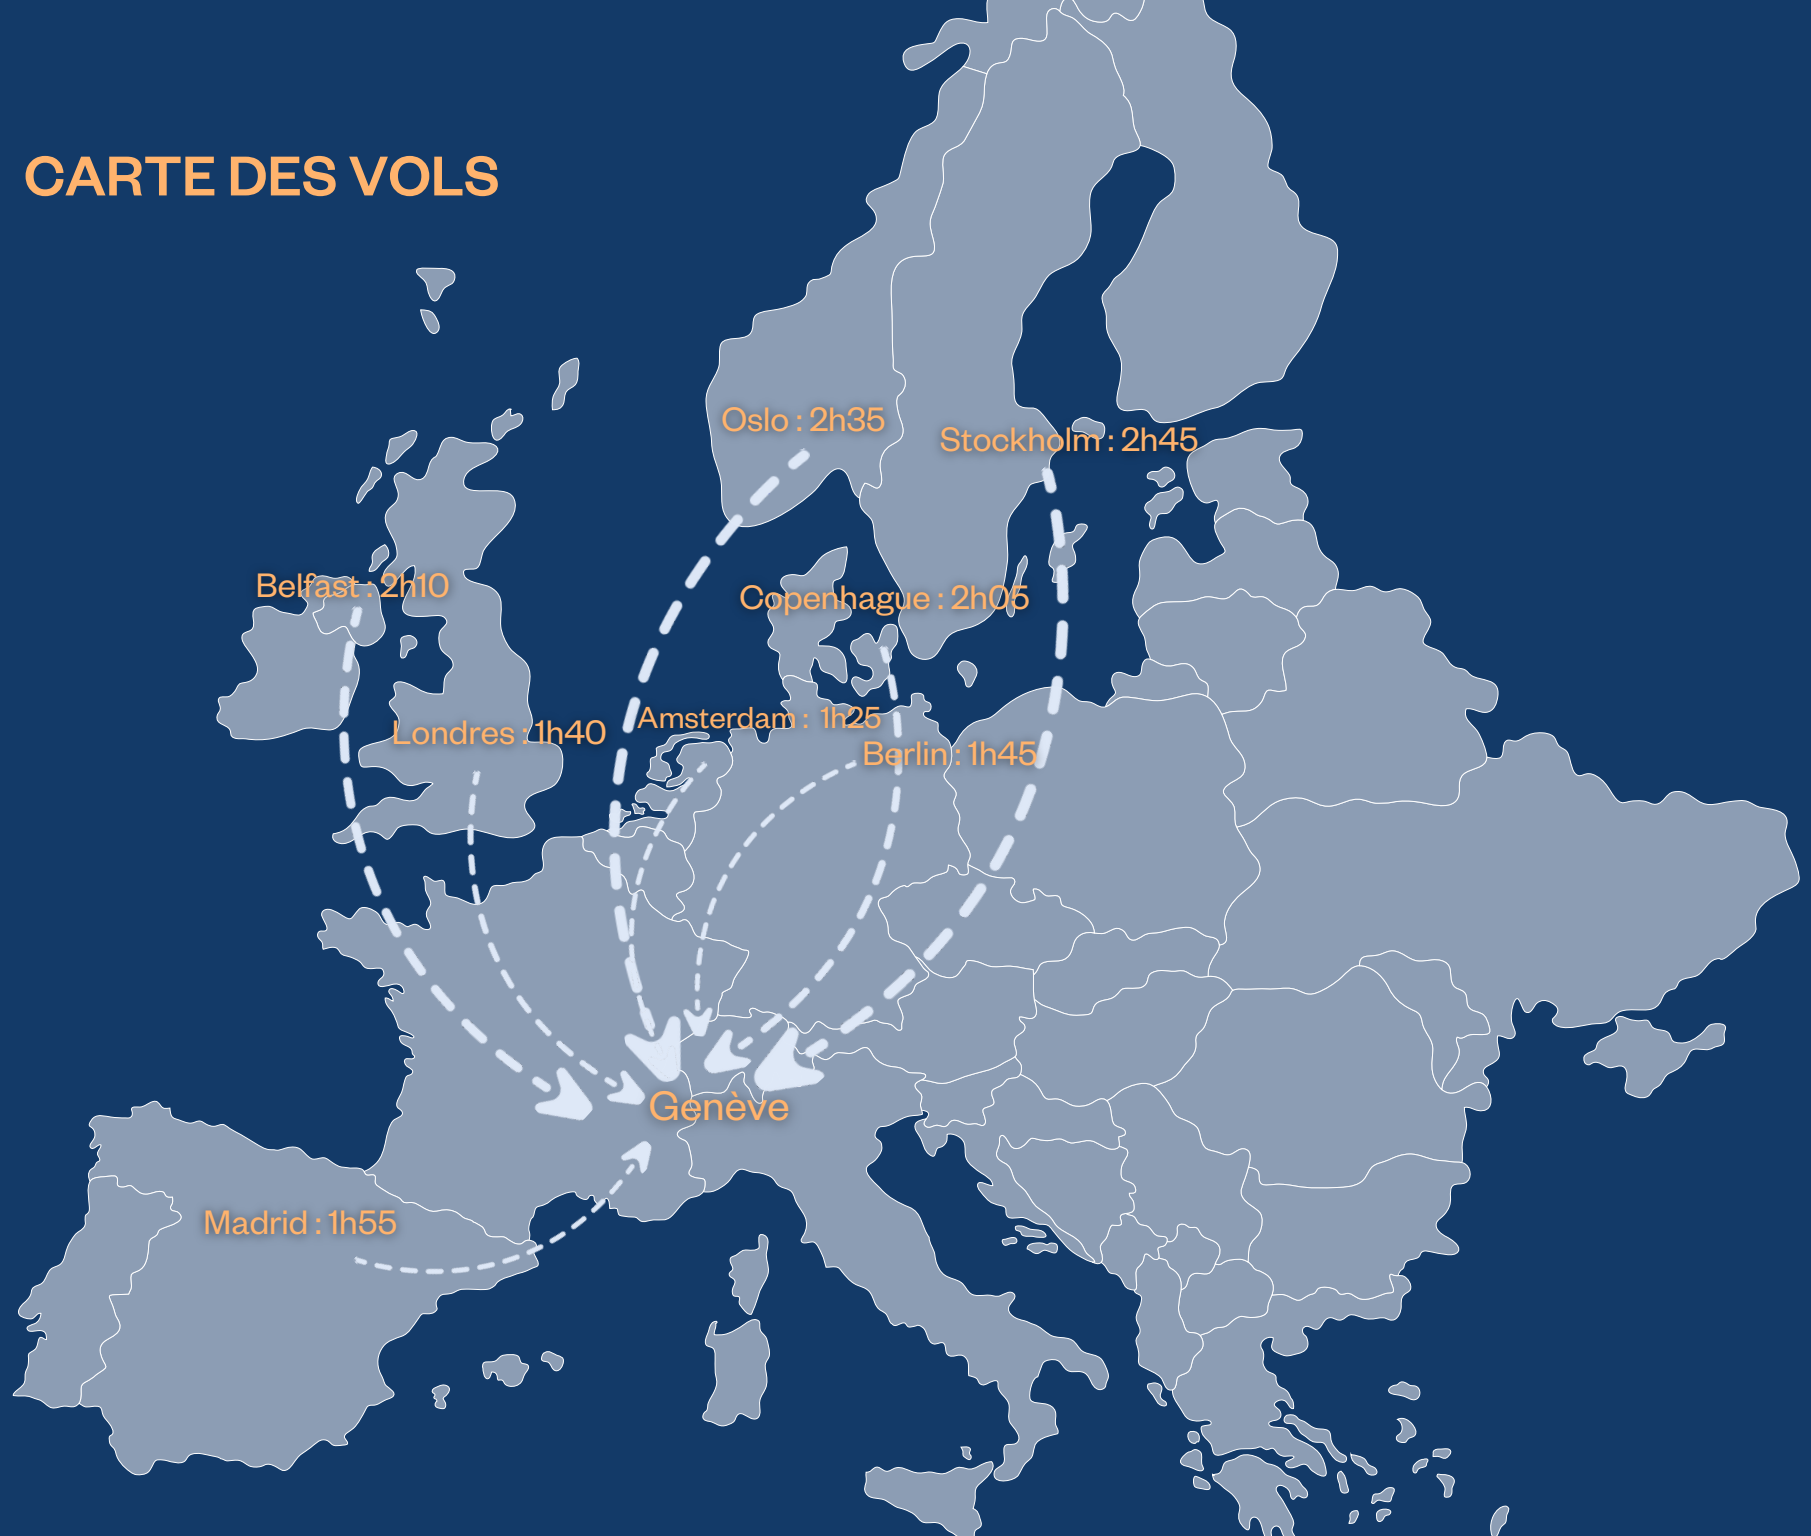 CARTE DES VOLS
Oslo : 2h35
Stockholm : 2h45
Belfast : 2h10
Copenhague : 2h05
Amsterdam : 1h25
Londres : 1h40
Berlin : 1h45
Genève
Madrid : 1h55